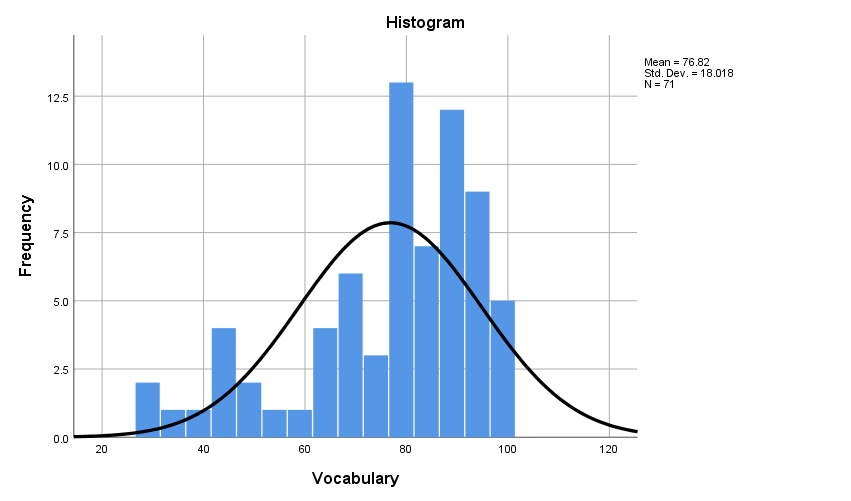 Histogram
Mean = 76.82
Std. Dev. = 18.018
N = 71
12.5
10.0
7.5
5.0
2.5
0.0
Frequency
20 40 60 80 100 120
Vocabulary